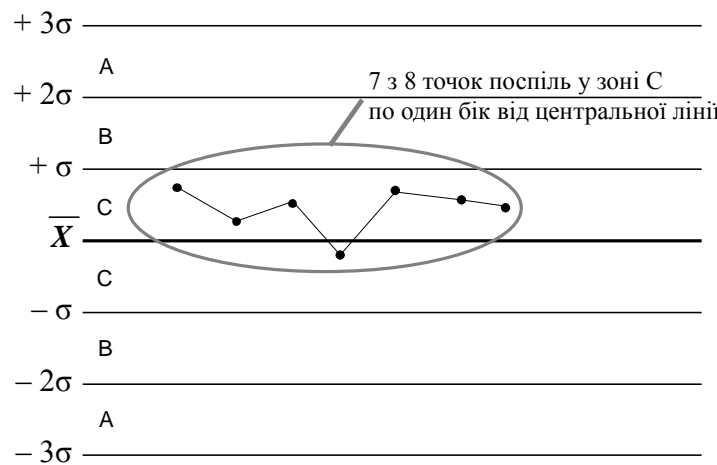 + 3σ
A
7 з 8 точок поспіль у зоні С
+ 2σ
по один бік від центральної лінії
B
+ σ
C
X
C
− σ
B
− 2σ
A
− 3σ